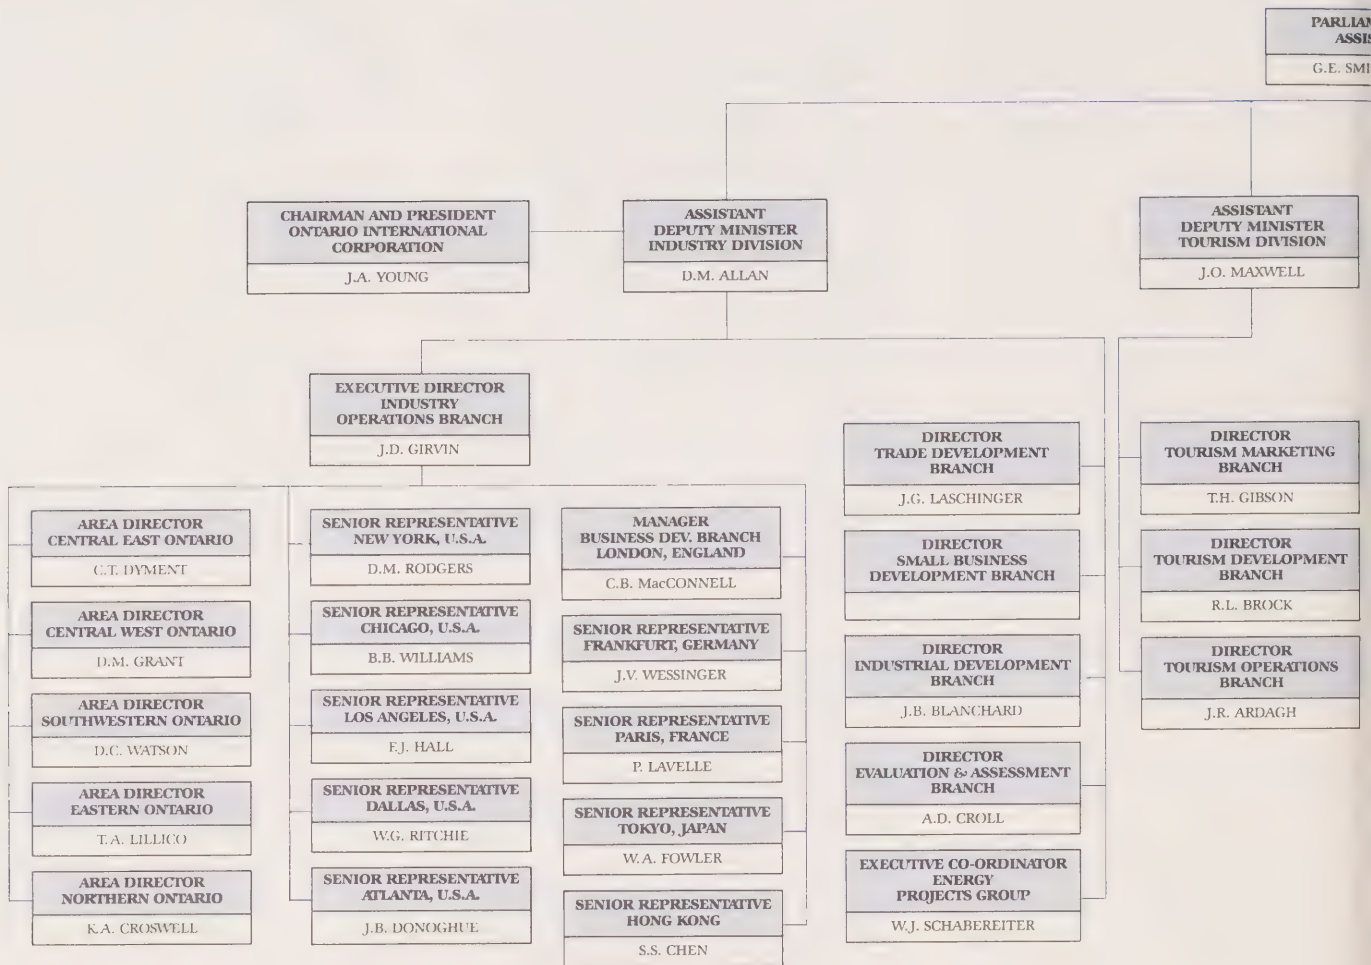 G.E.
CHAIRMAN AND PRESIDENT
ONTARIO INTERNATIONAL
CORPORATION
J.A. YOUNG
ASSISTANT
DEPUTY MINISTER
INDUSTRY DIVISION
D.M. ALLAN
ASSISTANT
DEPUTY MINISTER
TOURISM DIVISION
J.O. MAXWELL
EXECUTIVE DIRECTOR
INDUSTRY
OPERATIONS BRANCH
J.D. GIRVIN
AREA DIRECTOR
CENTRAL EAST ONTARIO
C.T. DYMENT
AREA DIRECTOR
CENTRAL WEST ONTARIO
D.M. GRANT
AREA DIRECTOR
SOUTHWESTERN ONTARIO
D.C. WATSON
AREA DIRECTOR
EASTERN ONTARIO
T.A. LILLICO
AREA DIRECTOR
NORTHERN ONTARIO
K.A. CROSWELL
SENIOR REPRESENTATIVE
NEW YORK, U.S.A.
D.M. RODGERS
SENIOR REPRESENTATIVE
CHICAGO, U.S.A.
B.B. WILLIAMS
SENIOR REPRESENTATIVE
LOS ANGELES, U.S.A.
F.J. HALL
SENIOR REPRESENTATIVE
DALLAS, U.S.A.
W.G. RITCHIE
SENIOR REPRESENTATIVE
ATLANTA, U.S.A.
J.B. DONOGHUE
MANAGER
BUSINESS DEV. BRANCH
LONDON, ENGLAND
C.B. MacCONNELL
SENIOR REPRESENTATIVE
FRANKFURT, GERMANY
J.V. WESSINGER
SENIOR REPRESENTATIVE
PARIS, FRANCE
P. LAVELLE
SENIOR REPRESENTATIVE
TOKYO, JAPAN
W.A. FOWLER
SENIOR REPRESENTATIVE
HONG KONG
S.S. CHEN
DIRECTOR
TRADE DEVELOPMENT
BRANCH
J.G. LASCHINGER
DIRECTOR
SMALL BUSINESS
DEVELOPMENT BRANCH
DIRECTOR
INDUSTRIAL DEVELOPMENT
BRANCH
J.B. BLANCHARD
DIRECTOR
EVALUATION & ASSESSMENT
BRANCH
A.D. CROLL
EXECUTIVE CO-ORDINATOR
ENERGY
PROJECTS GROUP
W.J. SCHABEREITER
DIRECTOR
TOURISM MARKETING
BRANCH
T.H. GIBSON
DIRECTOR
TOURISM DEVELOPMENT
BRANCH
R.L. BROCK
DIRECTOR
TOURISM OPERATIONS
BRANCH
J.R. ARDAGH